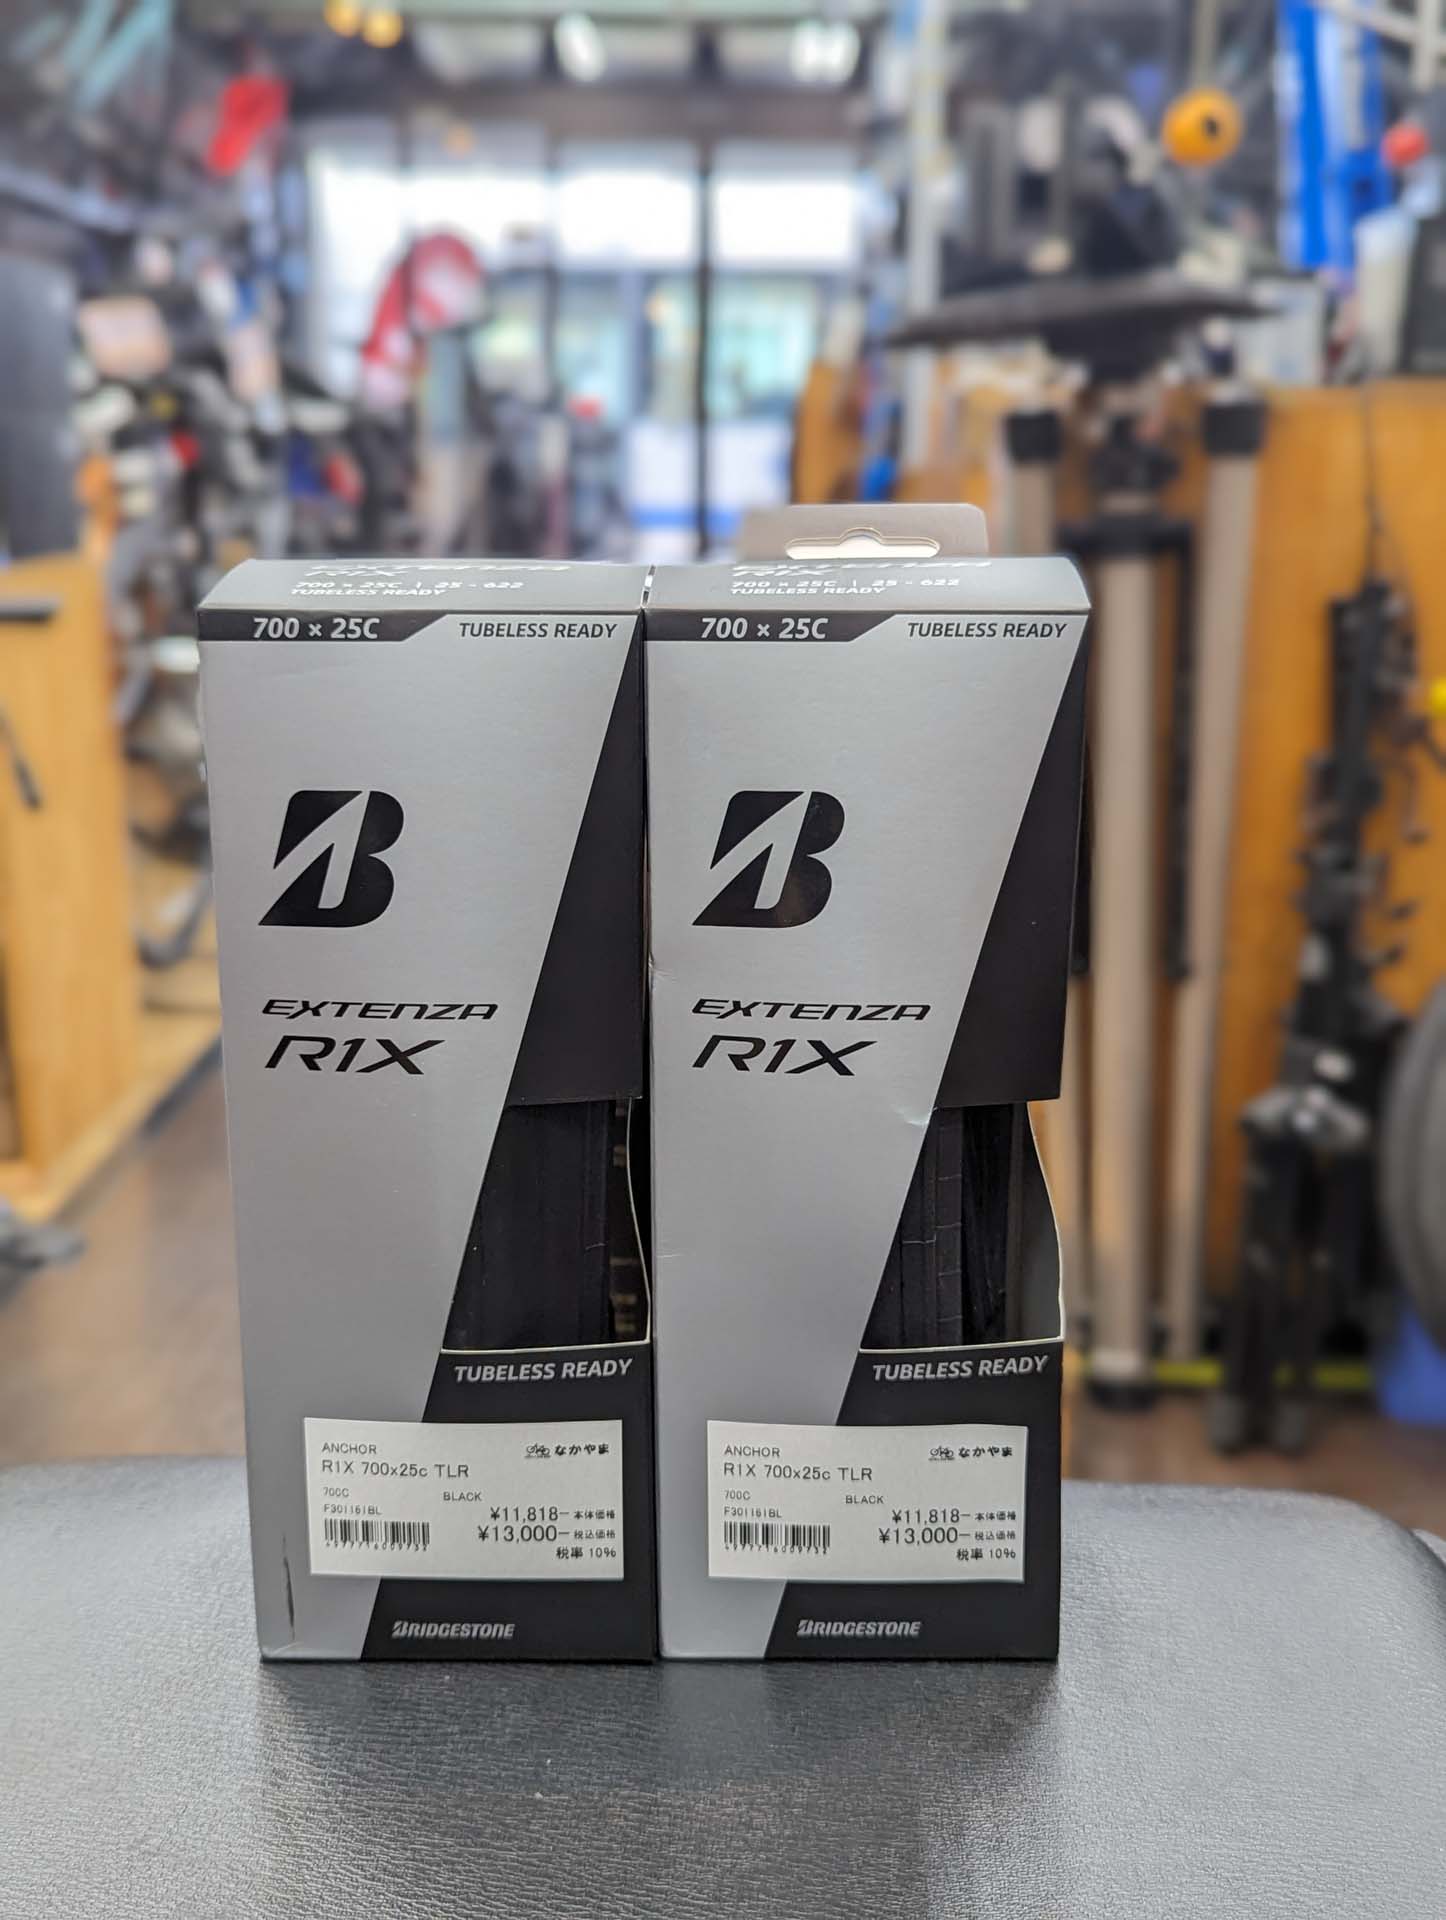 R1X
700 × 25C | 25 - 622
TUBELESS READY
700 × 25C
TUBELESS READY
B
EXTENZA
R1X
TUBELESS READY
ANCHOR
なかやま
R1X 700x25c TLR
700C
BLACK
F301161BL
¥11,818- 本体価格
¥13,000- 税込価格
税率 10%
BRIDGESTONE
EXTENZA
R1X
700 × 25C | 25 - 622
TUBELESS READY
700 × 25C
TUBELESS READY
B
EXTENZA
R1X
TUBELESS READY
ANCHOR
なかやま
R1X 700x25c TLR
700C
BLACK
F301161BL
¥11,818- 本体価格
¥13,000- 税込価格
税率 10%
BRIDGESTONE